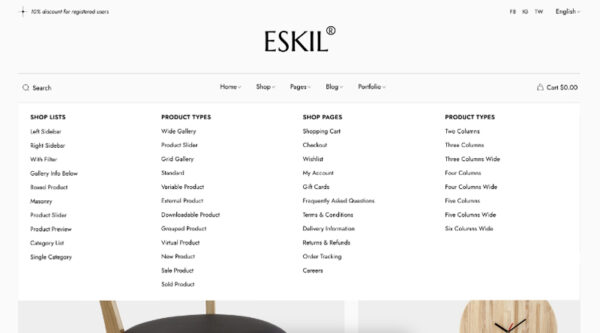 10% discount for registered users
FB IG TW English
ESKIL®
Search Home Shop Pages Blog Portfolio Cart $0.00
SHOP LISTS
Left Sidebar
Right Sidebar
With Filter
Gallery Info Below
Boxed Product
Masonry
Product Slider
Product Preview
Category List
Single Category
PRODUCT TYPES
Wide Gallery
Product Slider
Grid Gallery
Standard
Variable Product
External Product
Downloadable Product
Grouped Product
Virtual Product
New Product
Sale Product
Sold Product
SHOP PAGES
Shopping Cart
Checkout
Wishlist
My Account
Gift Cards
Frequently Asked Questions
Terms & Conditions
Delivery Information
Returns & Refunds
Order Tracking
Careers
PRODUCT TYPES
Two Columns
Three Columns
Three Columns Wide
Four Columns
Four Columns Wide
Five Columns
Five Columns Wide
Six Columns Wide